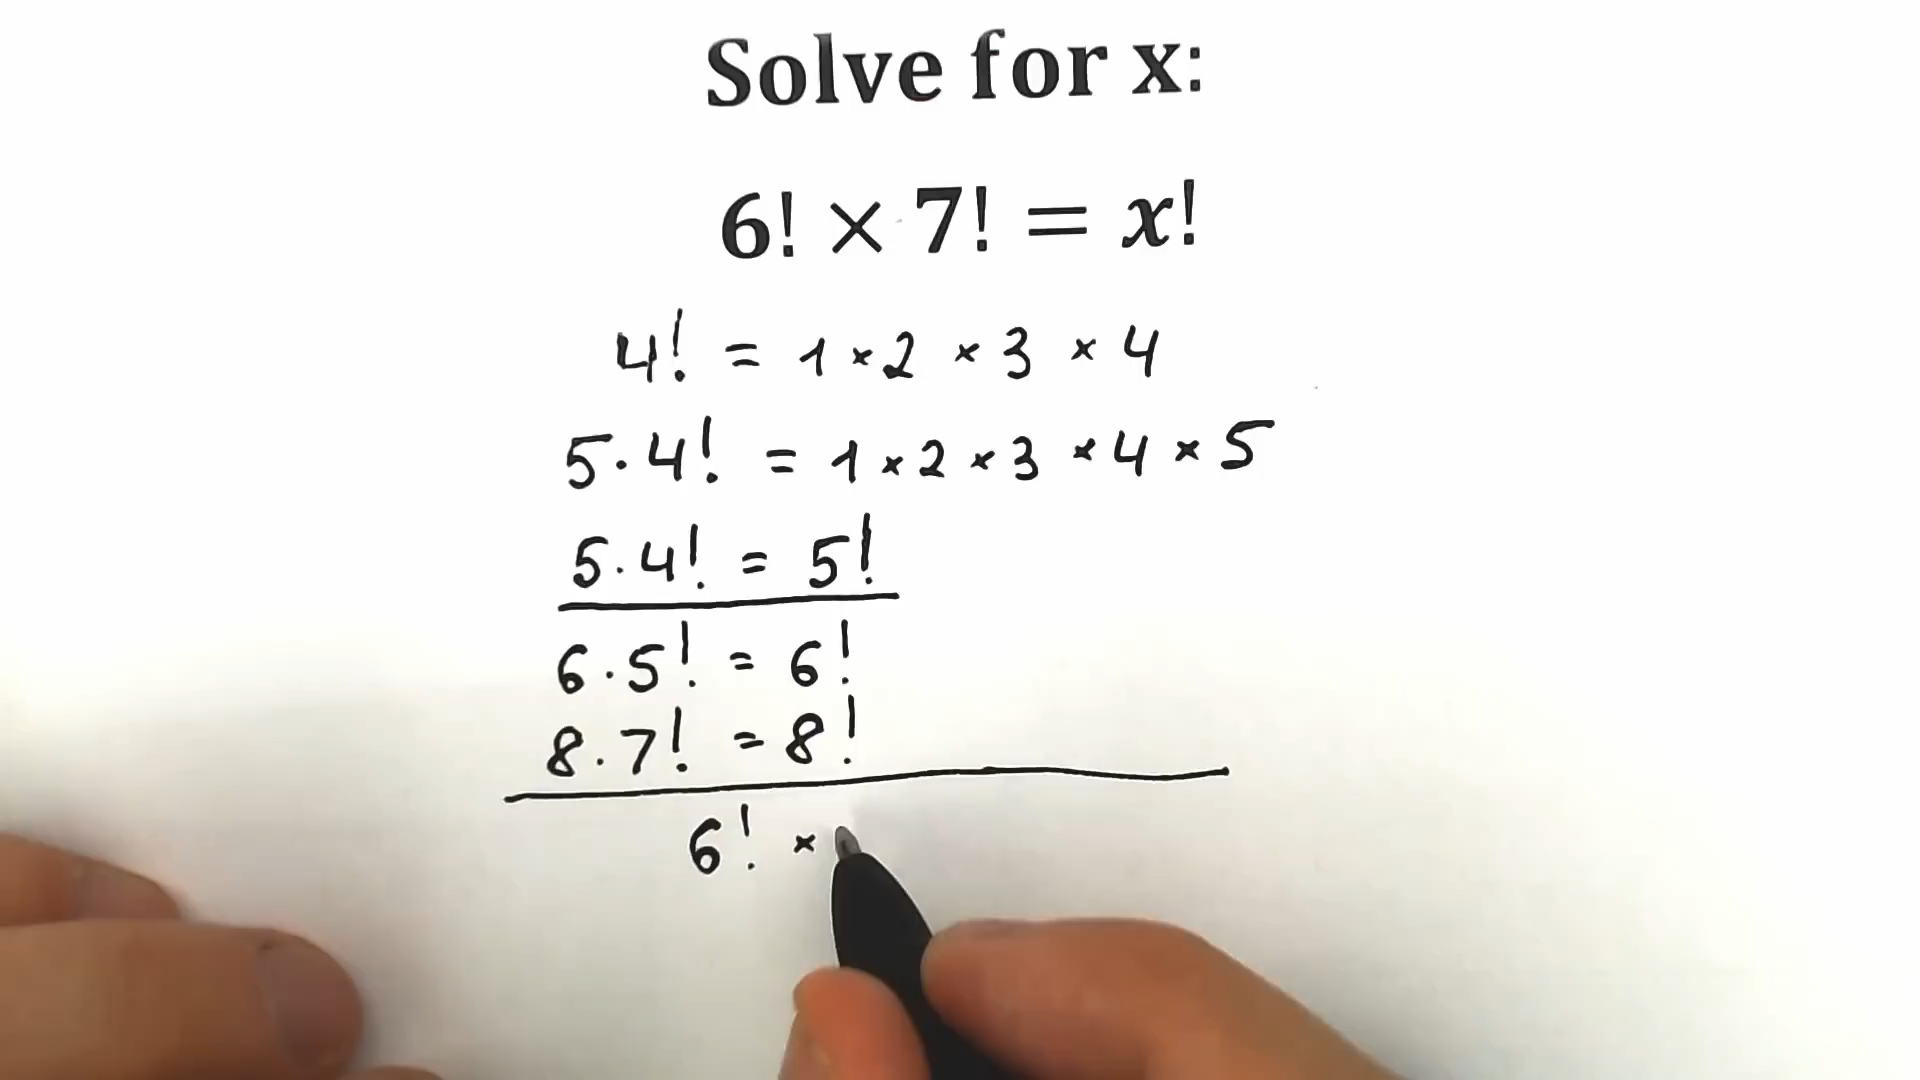 Solve for x:
6! × 7! = x!
4! = 1 × 2 × 3 × 4
5 · 4! = 1 × 2 × 3 × 4 × 5
5 · 4! = 5!
6 · 5! = 6!
8 · 7! = 8!
6! ×